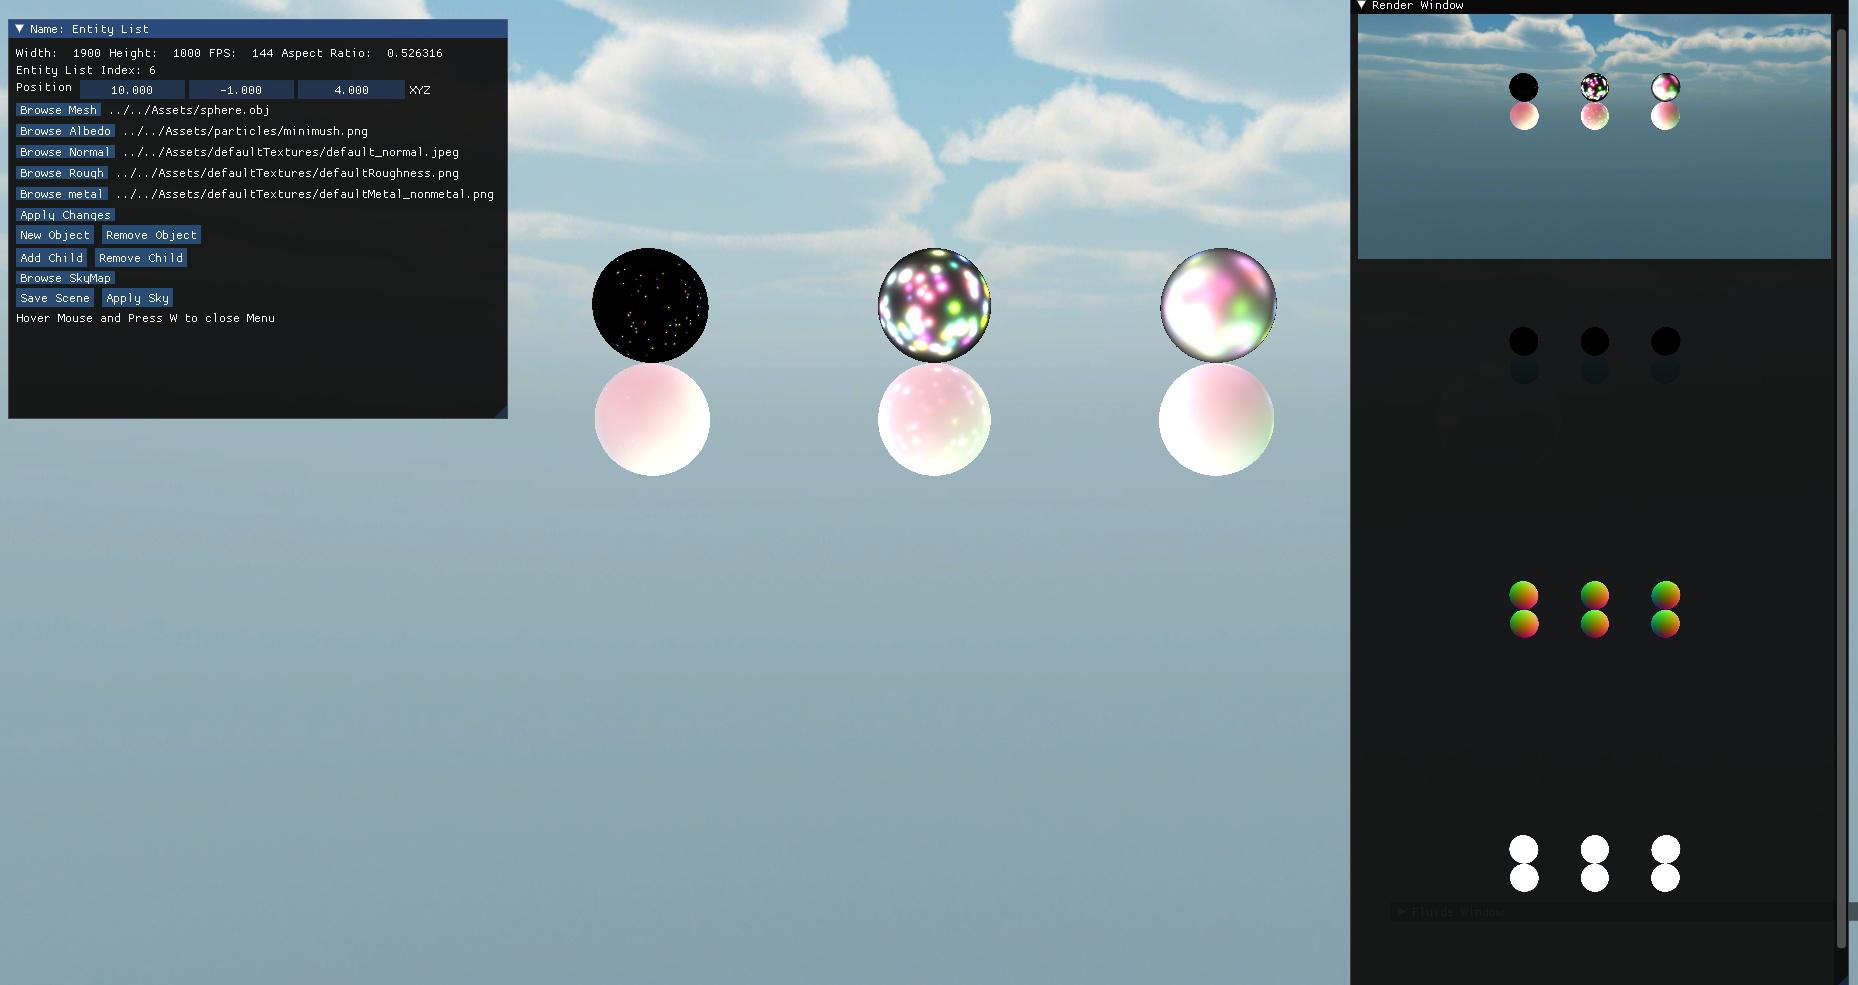 Name: Entity List
Width: 1900 Height: 1000 FPS: 144 Aspect Ratio: 0.526316
Entity List Index: 6
Position 10.000 -1.000 4.000 XYZ
Browse Mesh ../../Assets/sphere.obj
Browse Albedo ../../Assets/particles/minimush.png
Browse Normal ../../Assets/defaultTextures/default_normal.jpeg
Browse Rough ../../Assets/defaultTextures/defaultRoughness.png
Browse metal ../../Assets/defaultTextures/defaultMetal_nonmetal.png
Apply Changes
New Object Remove Object
Add Child Remove Child
Browse SkyMap
Save Scene Apply Sky
Hover Mouse and Press W to close Menu
Render Window
Fluids Window